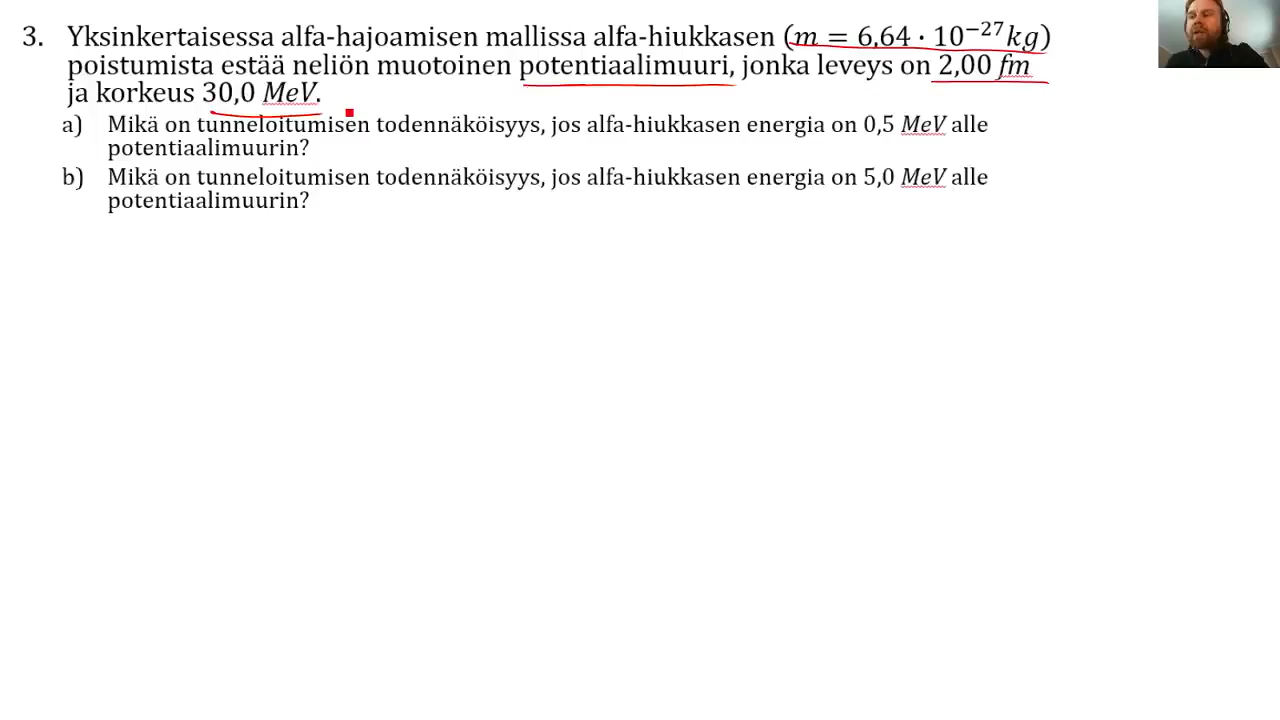 3. Yksinkertaisessa alfa-hajoamisen mallissa alfa-hiukkasen (m = 6,64 · 10⁻²⁷kg)
poistumista estää neliön muotoinen potentiaalimuuri, jonka leveys on 2,00 fm
ja korkeus 30,0 MeV.
a) Mikä on tunneloitumisen todennäköisyys, jos alfa-hiukkasen energia on 0,5 MeV alle
potentiaalimuurin?
b) Mikä on tunneloitumisen todennäköisyys, jos alfa-hiukkasen energia on 5,0 MeV alle
potentiaalimuurin?